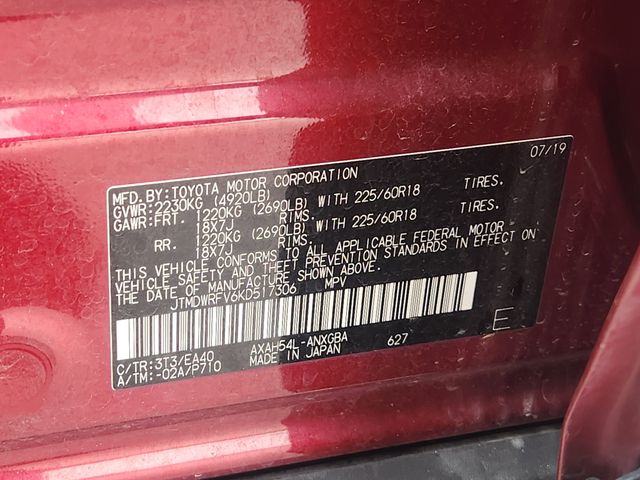 07/19
MFD.BY:TOYOTA MOTOR CORPORATION
GVWR:2230KG (4920LB)
GAWR:FRT. 1220KG (2690LB) WITH 225/60R18 TIRES.
18X7J RIMS.
RR. 1220KG (2690LB) WITH 225/60R18 TIRES.
18X7J RIMS.
THIS VEHICLE CONFORMS TO ALL APPLICABLE FEDERAL MOTOR
VEHICLE SAFETY AND THEFT PREVENTION STANDARDS IN EFFECT ON
THE DATE OF MANUFACTURE SHOWN ABOVE.
JTMDWRFV6KD517306 MPV
E
C/TR:3T3/EA40 AXAH54L-ANXGBA 627
A/TM:-02A/P710 MADE IN JAPAN